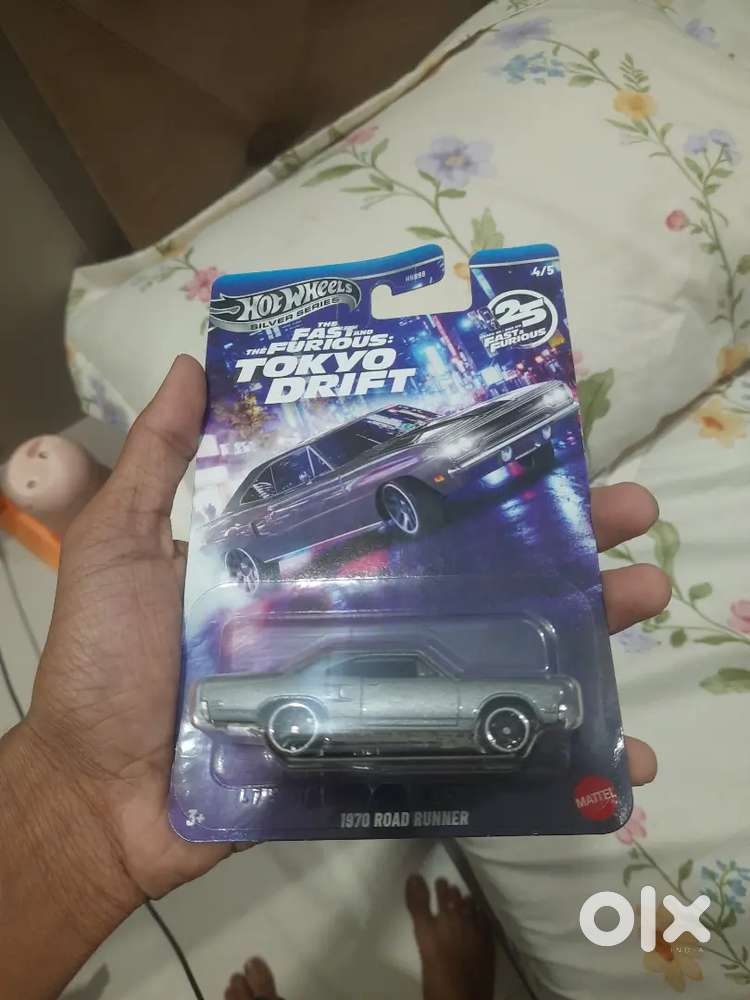 HOT WHEELS
SILVER SERIES
4/5
THE
FAST AND
THE FURIOUS:
TOKYO
DRIFT
25
FAST &
FURIOUS
3+
1970 ROAD RUNNER
MATTEL
olx
INDIA